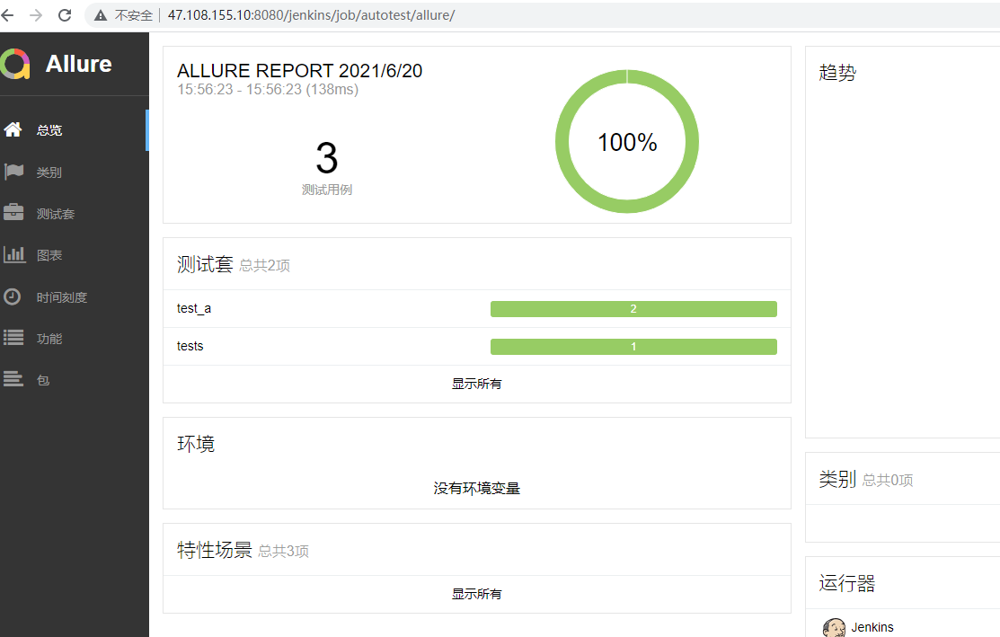 不安全
47.108.155.10:8080/jenkins/job/autotest/allure/
Allure
总览
类别
测试套
图表
时间刻度
功能
包
ALLURE REPORT 2021/6/20
15:56:23 - 15:56:23 (138ms)
3
测试用例
100%
测试套 总共2项
test_a
2
tests
1
显示所有
环境
没有环境变量
特性场景 总共3项
显示所有
趋势
类别 总共0项
运行器
Jenkins